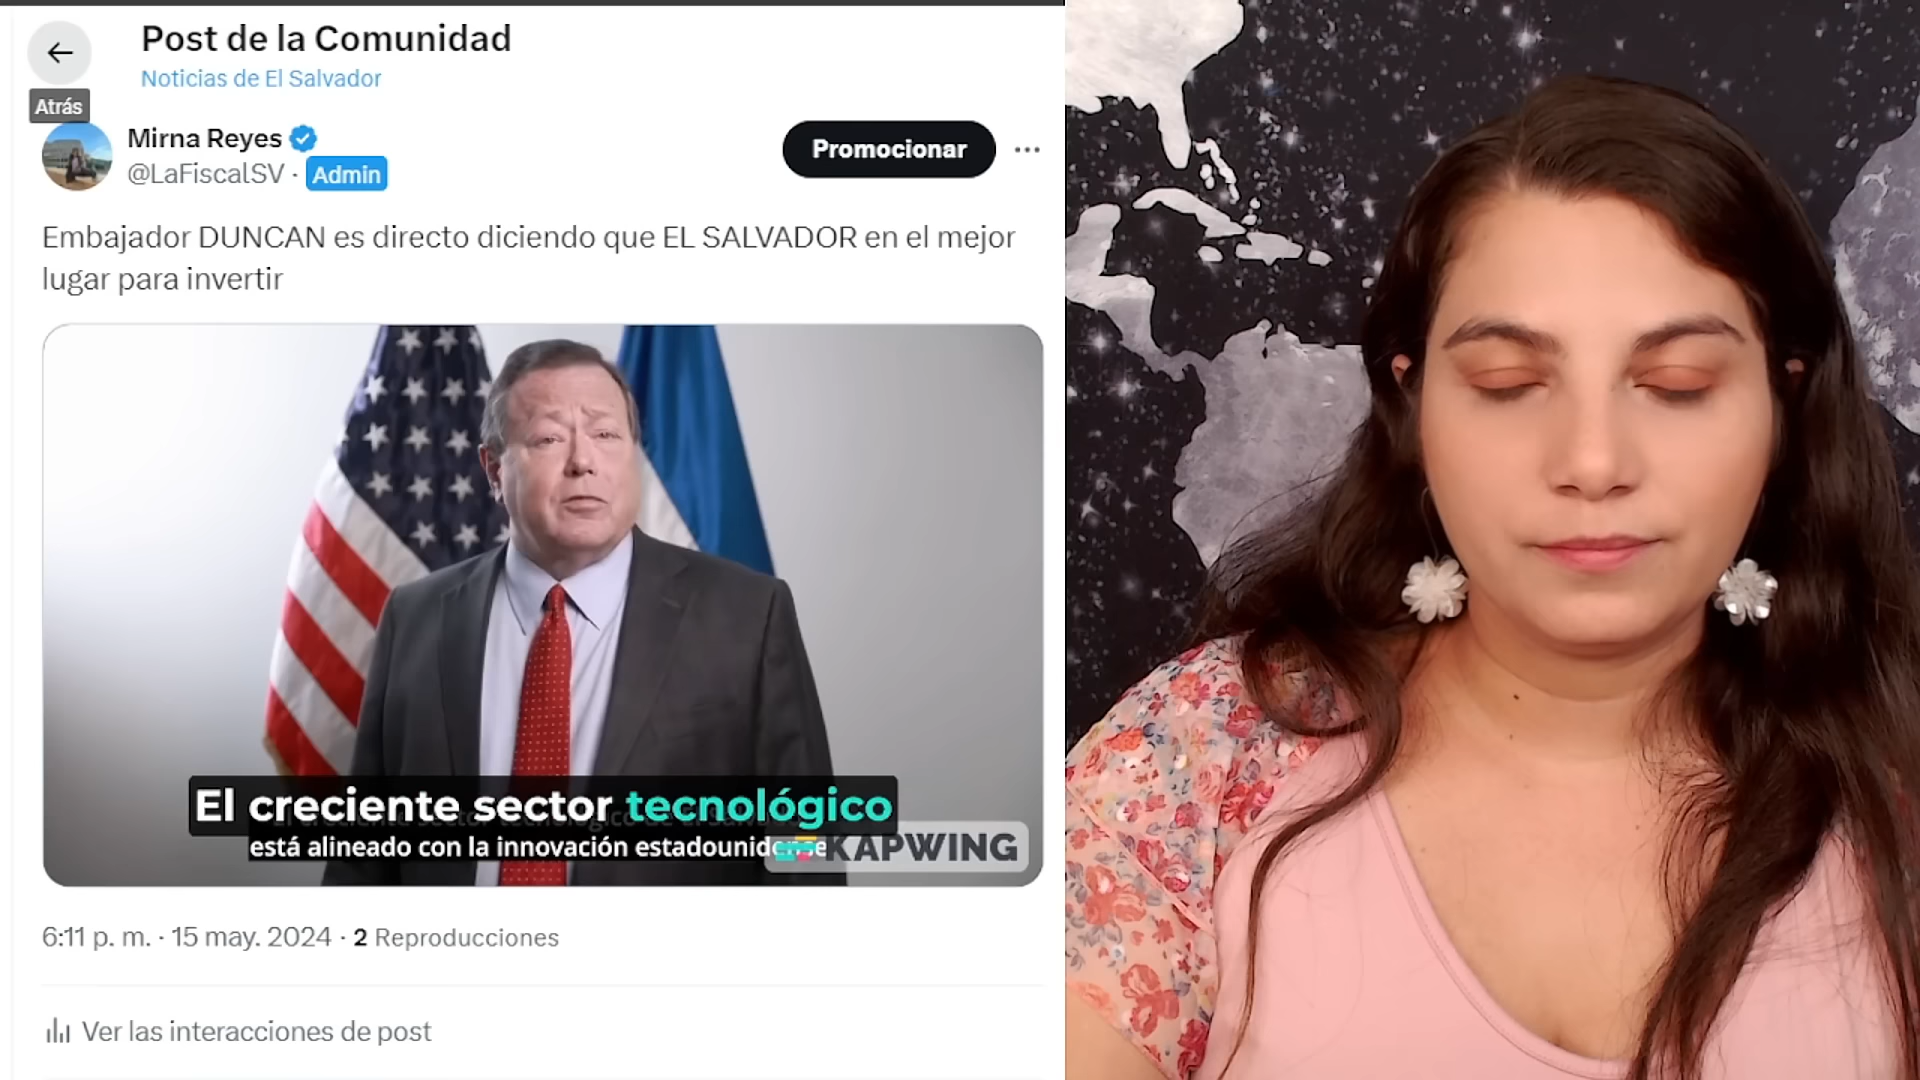 Post de la Comunidad
Noticias de El Salvador
Atrás
Mirna Reyes
@LaFiscalSV · Admin
Promocionar
Embajador DUNCAN es directo diciendo que EL SALVADOR en el mejor
lugar para invertir
El creciente sector tecnológico
está alineado con la innovación
KAPWING
6:11 p. m. · 15 may. 2024 · 2 Reproducciones
Ver las interacciones de post